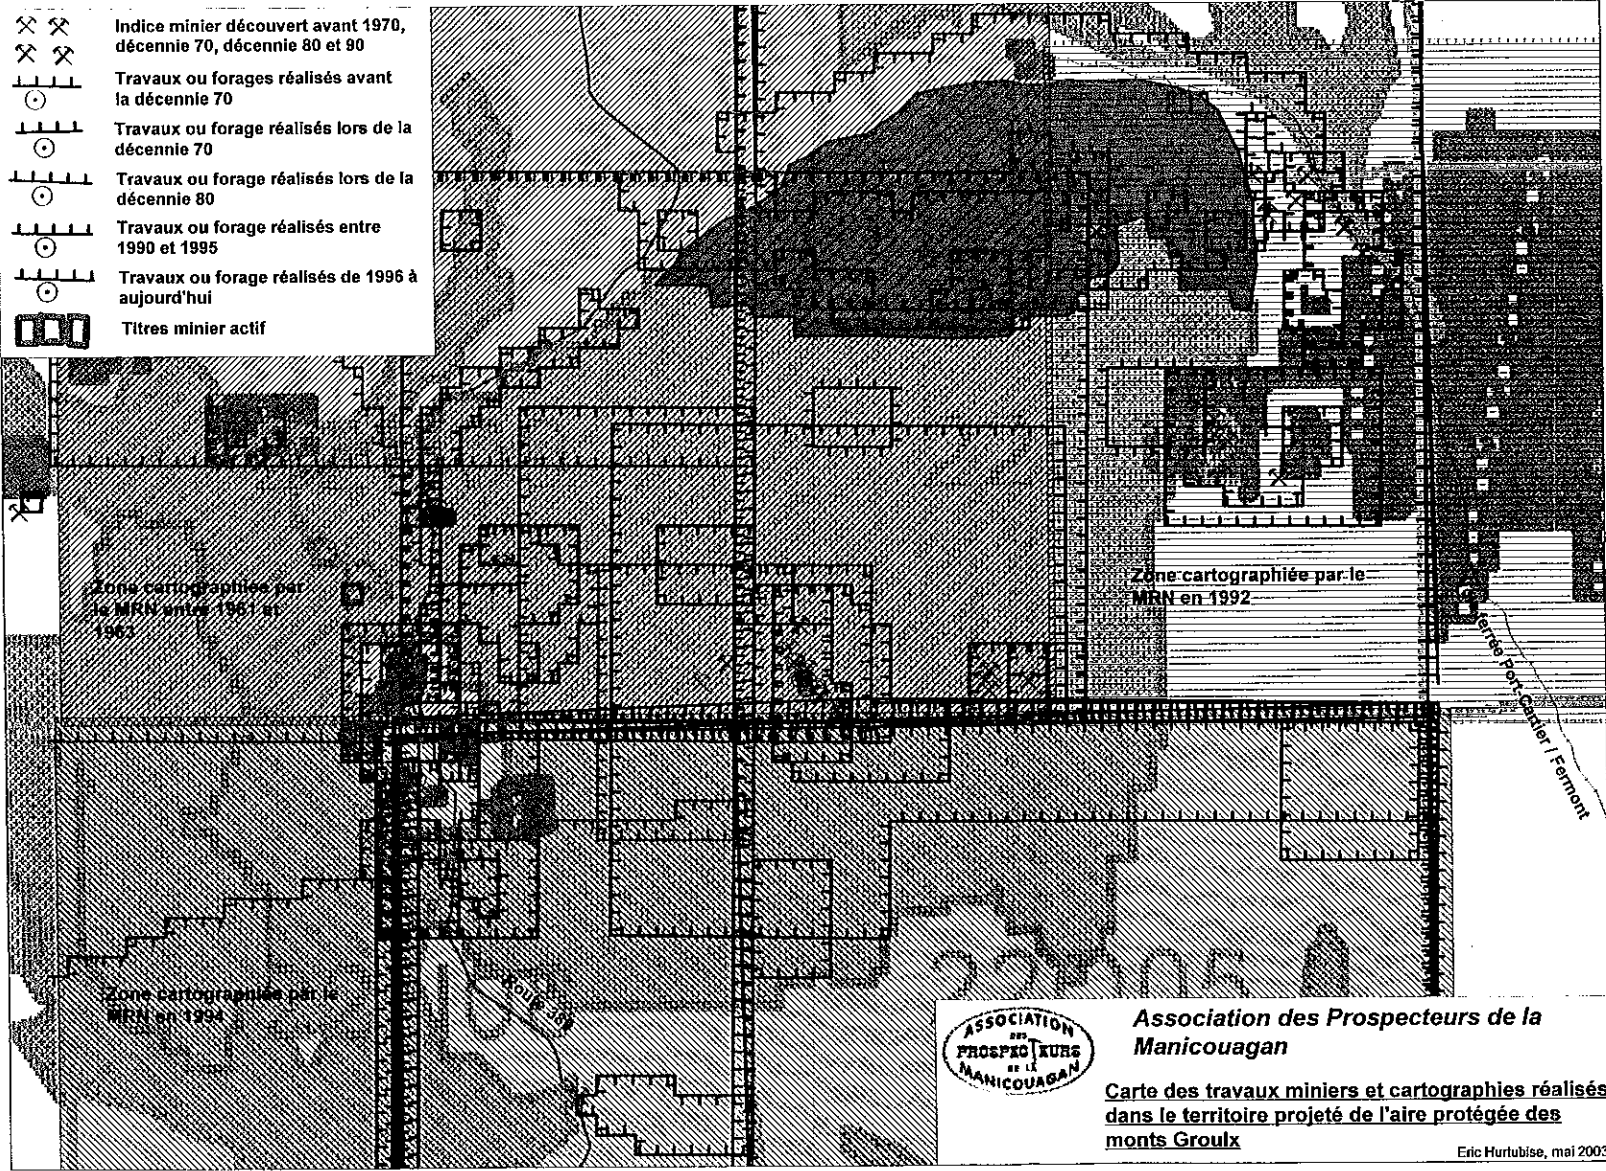 Indice minier découvert avant 1970,
décennie 70, décennie 80 et 90
Travaux ou forages réalisés avant
la décennie 70
Travaux ou forage réalisés lors de la
décennie 70
Travaux ou forage réalisés lors de la
décennie 80
Travaux ou forage réalisés entre
1990 et 1995
Travaux ou forage réalisés de 1996 à
aujourd'hui
Titres minier actif
Zone cartographiée par
le MRN entre 1961 et
1963
Zone cartographiée par le
MRN en 1992
Zone cartographiée par le
MRN en 1994
Route 389
ferrée Port-Cartier / Fermont
ASSOCIATION
DES
PROSPECTEURS
DE LA
MANICOUAGAN
Association des Prospecteurs de la
Manicouagan
Carte des travaux miniers et cartographies réalisés
dans le territoire projeté de l'aire protégée des
monts Groulx
Eric Hurtubise, mai 2003